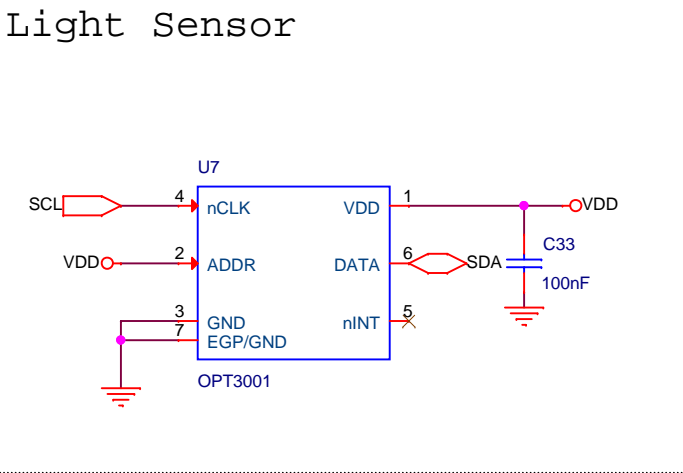 Light Sensor
U7
SCL 4 nCLK VDD 1 VDD
VDD 2 ADDR DATA 6 SDA C33
100nF
3 GND nINT 5
7 EGP/GND
OPT3001